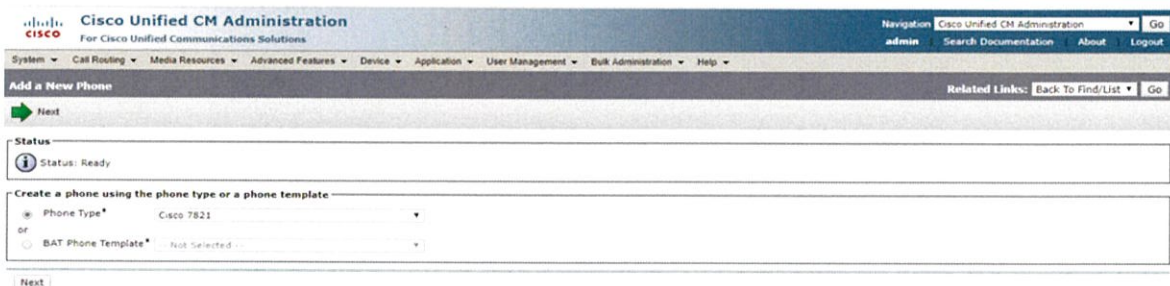 Cisco Unified CM Administration
CISCO
For Cisco Unified Communications Solutions
Navigation Cisco Unified CM Administration Go
admin Search Documentation About Logout
System Call Routing Media Resources Advanced Features Device Application User Management Bulk Administration Help
Add a New Phone
Related Links: Back To Find/List Go
Next
Status
i Status: Ready
Create a phone using the phone type or a phone template
Phone Type* Cisco 7821
or
BAT Phone Template* -- Not Selected --
Next